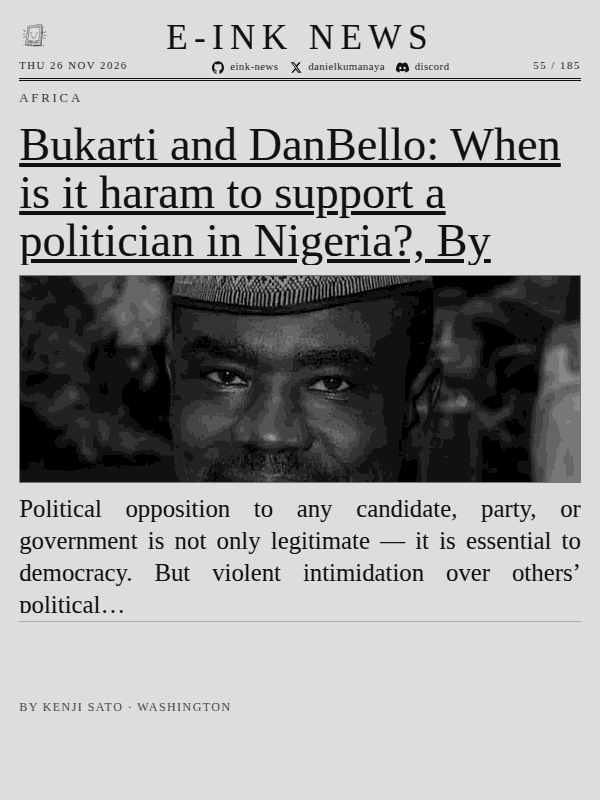 E-INK NEWS
THU 26 NOV 2026
eink-news danielkumanaya discord
55 / 185
AFRICA
Bukarti and DanBello: When
is it haram to support a
politician in Nigeria?, By
Political opposition to any candidate, party, or
government is not only legitimate — it is essential to
democracy. But violent intimidation over others’
political…
BY KENJI SATO · WASHINGTON